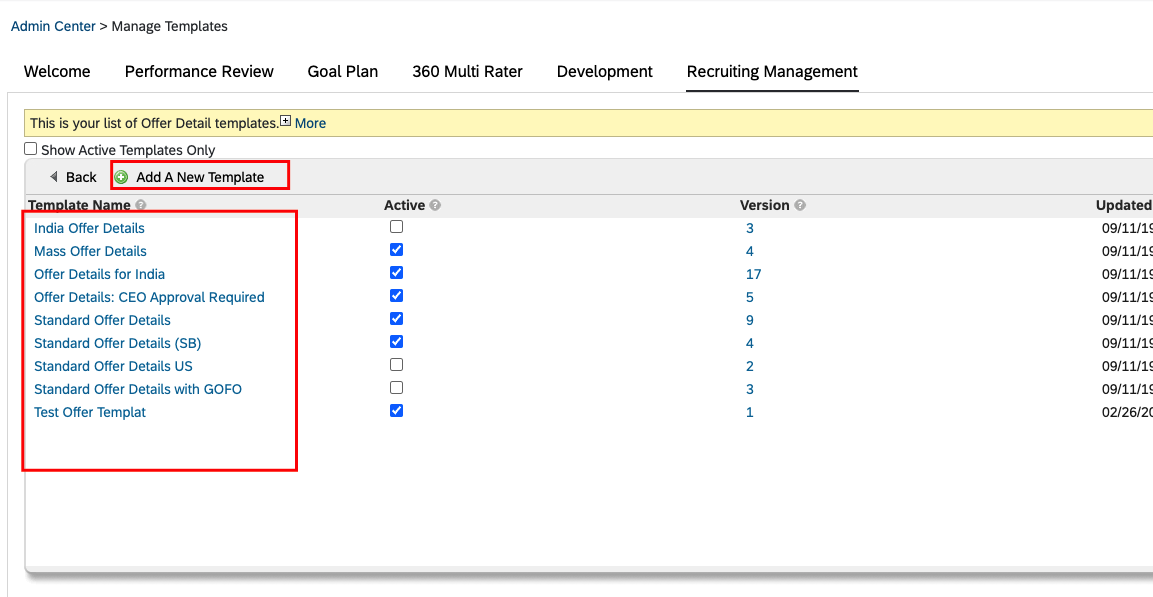 Admin Center > Manage Templates
Welcome Performance Review Goal Plan 360 Multi Rater Development Recruiting Management
This is your list of Offer Detail templates. More
Show Active Templates Only
Back Add A New Template
Template Name Active Version Updated
India Offer Details 3 09/11/19
Mass Offer Details 4 09/11/19
Offer Details for India 17 09/11/19
Offer Details: CEO Approval Required 5 09/11/19
Standard Offer Details 9 09/11/19
Standard Offer Details (SB) 4 09/11/19
Standard Offer Details US 2 09/11/19
Standard Offer Details with GOFO 3 09/11/19
Test Offer Templat 1 02/26/20